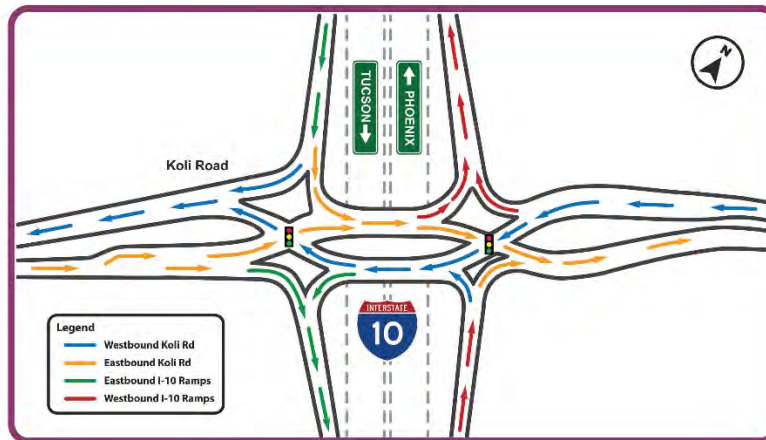 N
TUCSON
PHOENIX
Koli Road
INTERSTATE
10
Legend
Westbound Koli Rd
Eastbound Koli Rd
Eastbound I-10 Ramps
Westbound I-10 Ramps